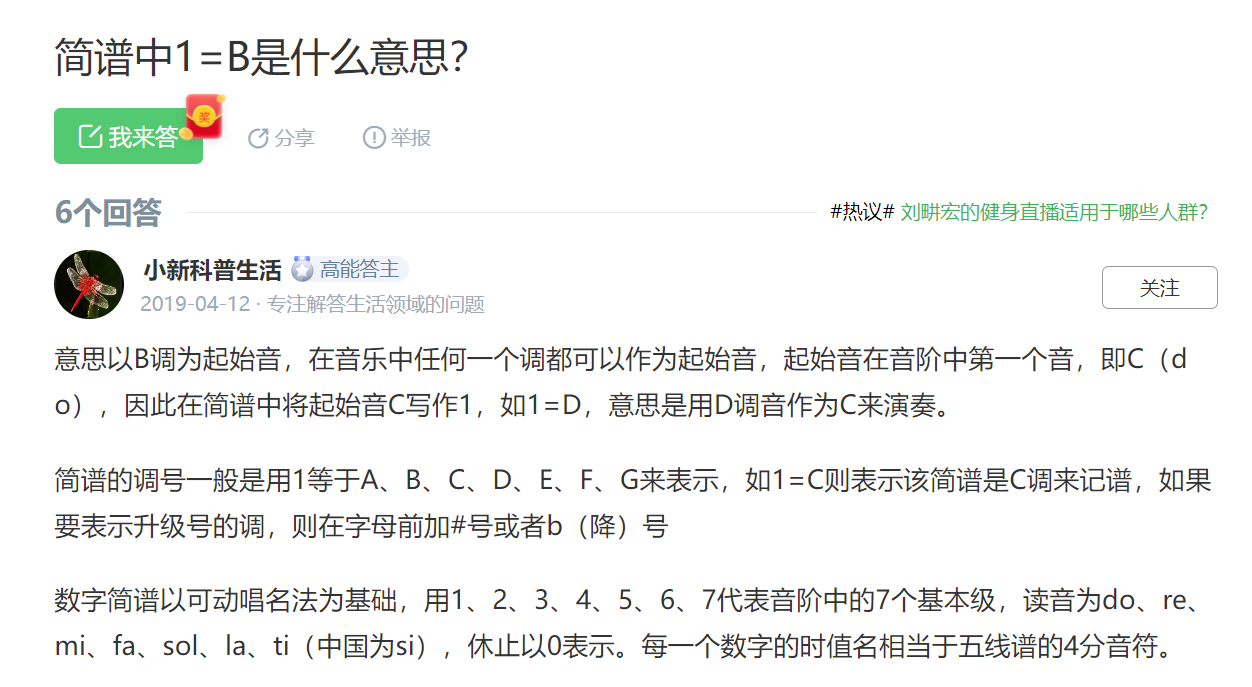 简谱中1=B是什么意思?
奖
我来答
分享
举报
6个回答
#热议# 刘畊宏的健身直播适用于哪些人群?
小新科普生活 高能答主
2019-04-12 · 专注解答生活领域的问题
关注
意思以B调为起始音，在音乐中任何一个调都可以作为起始音，起始音在音阶中第一个音，即C（d
o），因此在简谱中将起始音C写作1，如1=D，意思是用D调音作为C来演奏。
简谱的调号一般是用1等于A、B、C、D、E、F、G来表示，如1=C则表示该简谱是C调来记谱，如果
要表示升级号的调，则在字母前加#号或者b（降）号
数字简谱以可动唱名法为基础，用1、2、3、4、5、6、7代表音阶中的7个基本级，读音为do、re、
mi、fa、sol、la、ti（中国为si），休止以0表示。每一个数字的时值名相当于五线谱的4分音符。